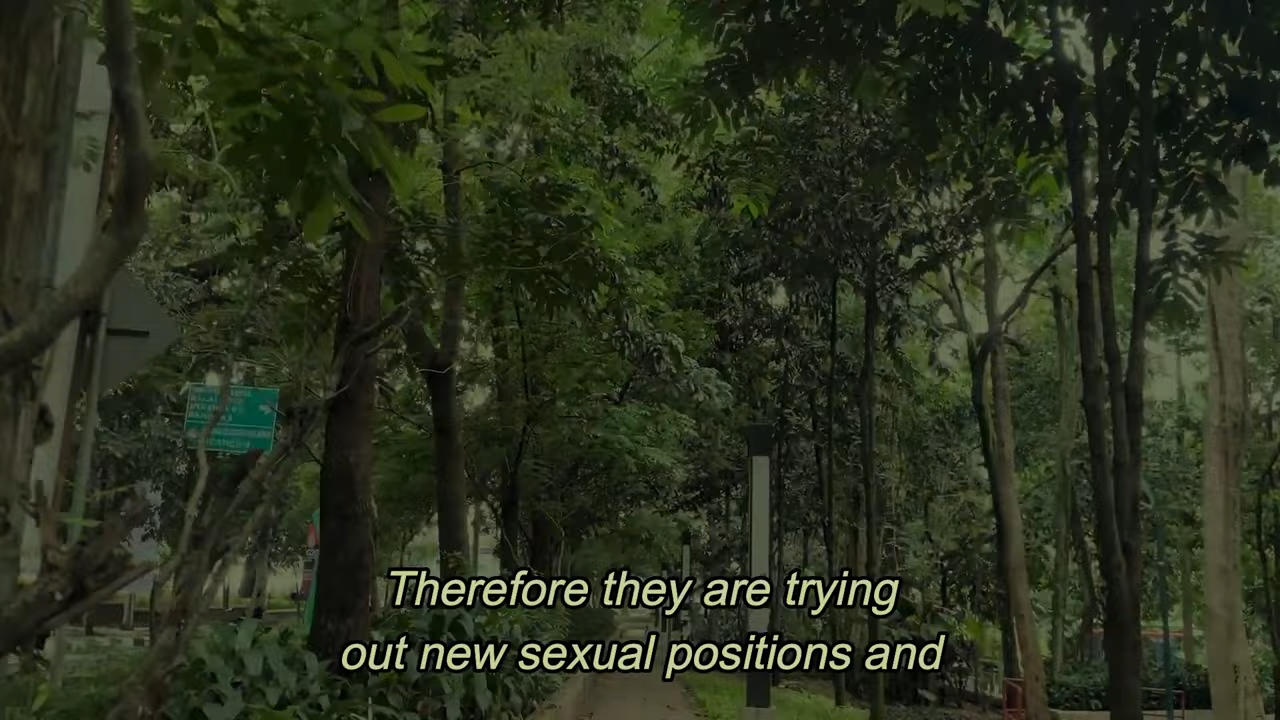 Therefore they are trying
out new sexual positions and